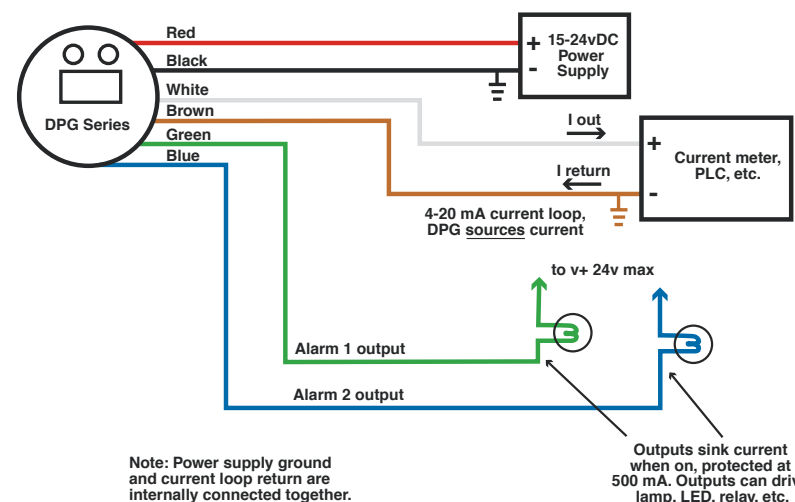 Red
15-24vDC
Power
Supply
+
-
Black
White
DPG Series
Brown
Green
Blue
I out
I return
+
-
Current meter,
PLC, etc.
4-20 mA current loop,
DPG sources current
to v+ 24v max
Alarm 1 output
Alarm 2 output
Note: Power supply ground
and current loop return are
internally connected together.
Outputs sink current
when on, protected at
500 mA. Outputs can driv
lamp, LED, relay, etc.